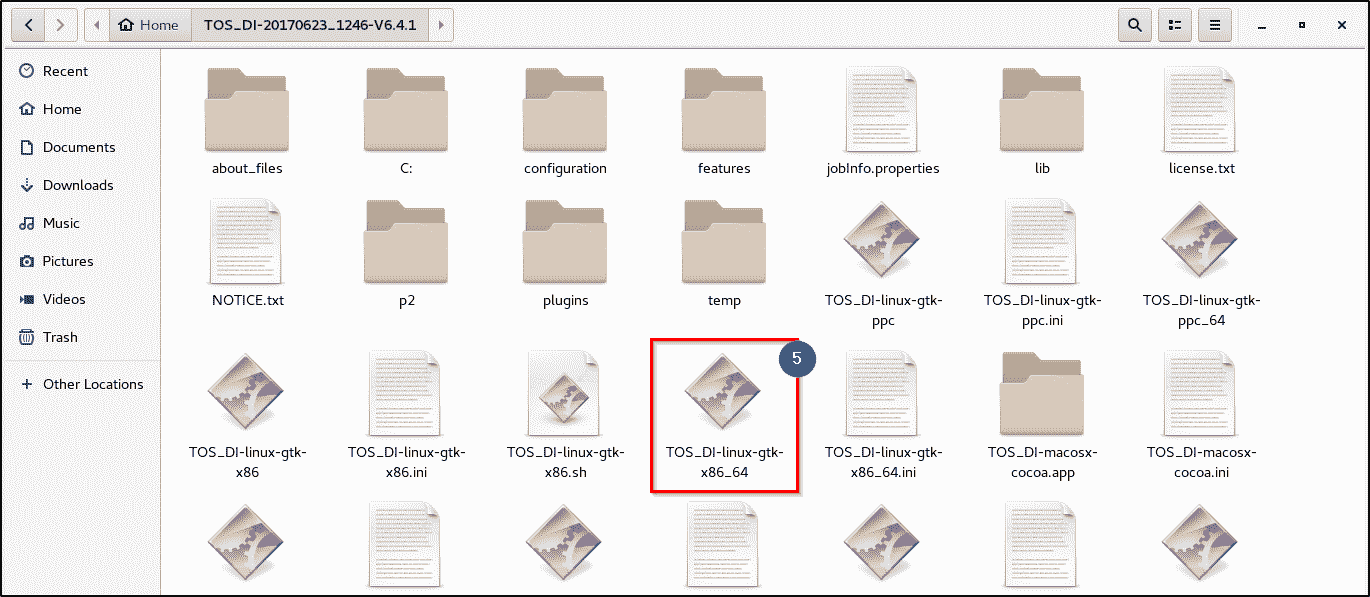 Home
TOS_DI-20170623_1246-V6.4.1
Recent
Home
Documents
Downloads
Music
Pictures
Videos
Trash
Other Locations
about_files
C:
configuration
features
jobInfo.properties
lib
license.txt
NOTICE.txt
p2
plugins
temp
TOS_DI-linux-gtk-
ppc
TOS_DI-linux-gtk-
ppc.ini
TOS_DI-linux-gtk-
ppc_64
TOS_DI-linux-gtk-
x86
TOS_DI-linux-gtk-
x86.ini
TOS_DI-linux-gtk-
x86.sh
5
TOS_DI-linux-gtk-
x86_64
TOS_DI-linux-gtk-
x86_64.ini
TOS_DI-macosx-
cocoa.app
TOS_DI-macosx-
cocoa.ini